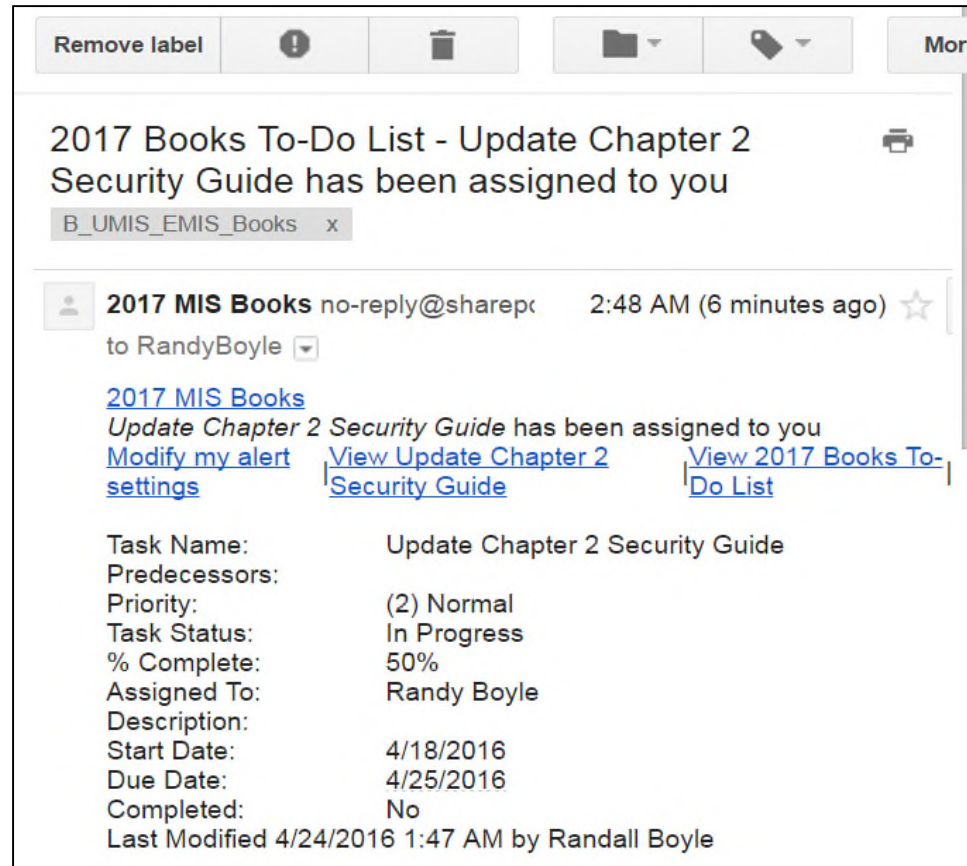 Remove label
Mor
2017 Books To-Do List - Update Chapter 2
Security Guide has been assigned to you
B_UMIS_EMIS_Books x
2017 MIS Books no-reply@sharepo 2:48 AM (6 minutes ago)
to RandyBoyle
2017 MIS Books
Update Chapter 2 Security Guide has been assigned to you
Modify my alert settings | View Update Chapter 2 Security Guide | View 2017 Books To-Do List |
Task Name: Update Chapter 2 Security Guide
Predecessors:
Priority: (2) Normal
Task Status: In Progress
% Complete: 50%
Assigned To: Randy Boyle
Description:
Start Date: 4/18/2016
Due Date: 4/25/2016
Completed: No
Last Modified 4/24/2016 1:47 AM by Randall Boyle